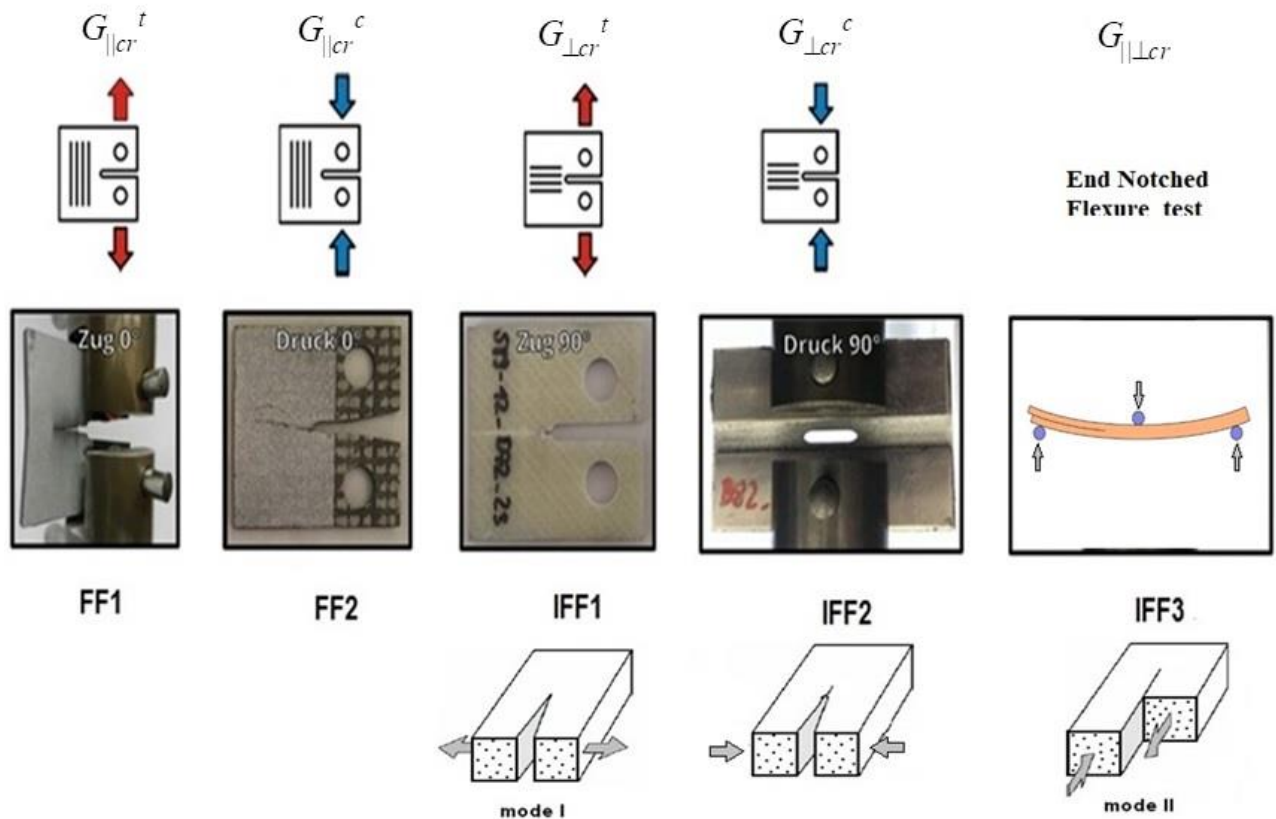 G||cr^t G||cr^c G⊥cr^t G⊥cr^c G||⊥cr
End Notched
Flexure test
Zug 0° Druck 0° Zug 90° Druck 90°
B82.
FF1 FF2 IFF1 IFF2 IFF3
mode I mode II